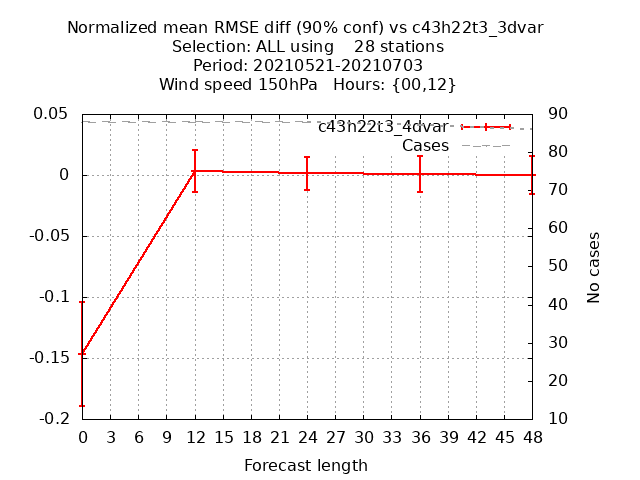 Normalized mean RMSE diff (90% conf) vs c43h22t3_3dvar
Selection: ALL using    28 stations
Period: 20210521-20210703
Wind speed 150hPa   Hours: {00,12}
0.05
0
-0.05
-0.1
-0.15
-0.2
c43h22t3_4dvar
Cases
90
80
70
60
50
40
30
20
10
No cases
0 3 6 9 12 15 18 21 24 27 30 33 36 39 42 45 48
Forecast length